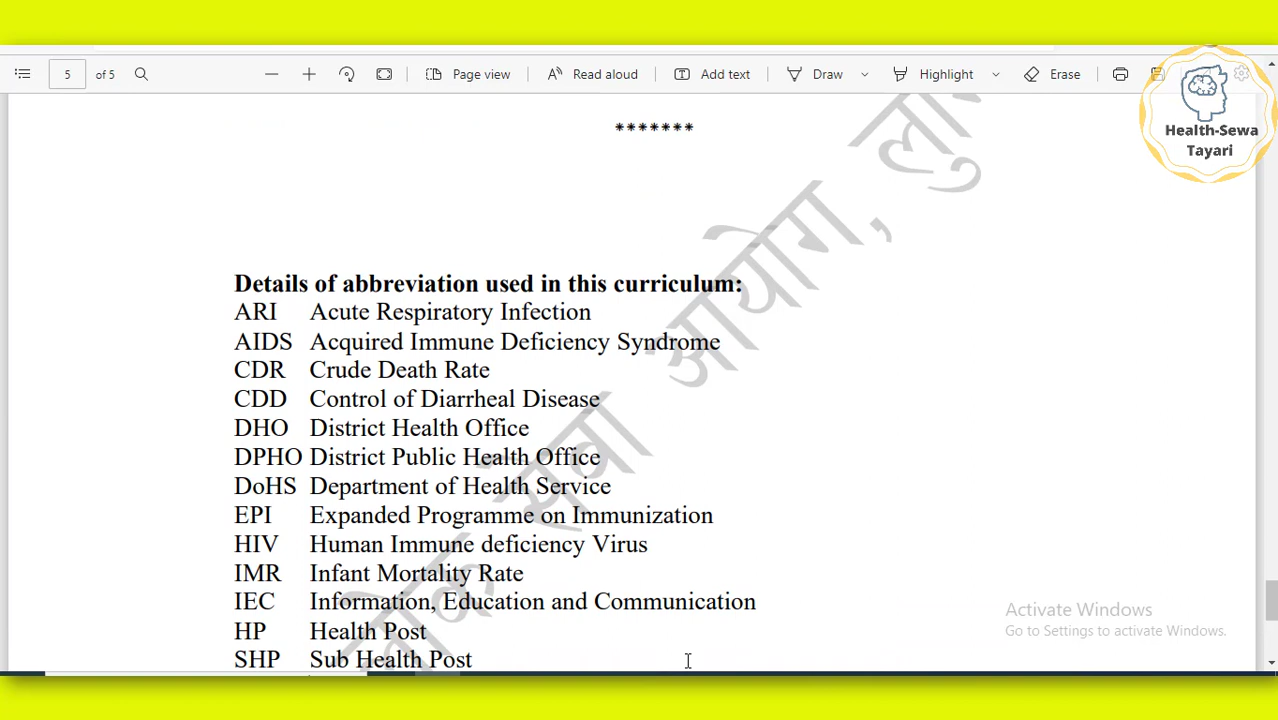 5 of 5 Page view Read aloud Add text Draw Highlight Erase
Health-Sewa
Tayari
*******
Details of abbreviation used in this curriculum:
ARI Acute Respiratory Infection
AIDS Acquired Immune Deficiency Syndrome
CDR Crude Death Rate
CDD Control of Diarrheal Disease
DHO District Health Office
DPHO District Public Health Office
DoHS Department of Health Service
EPI Expanded Programme on Immunization
HIV Human Immune deficiency Virus
IMR Infant Mortality Rate
IEC Information, Education and Communication
HP Health Post
SHP Sub Health Post
लोक सेवा आयोग,
Activate Windows
Go to Settings to activate Windows.